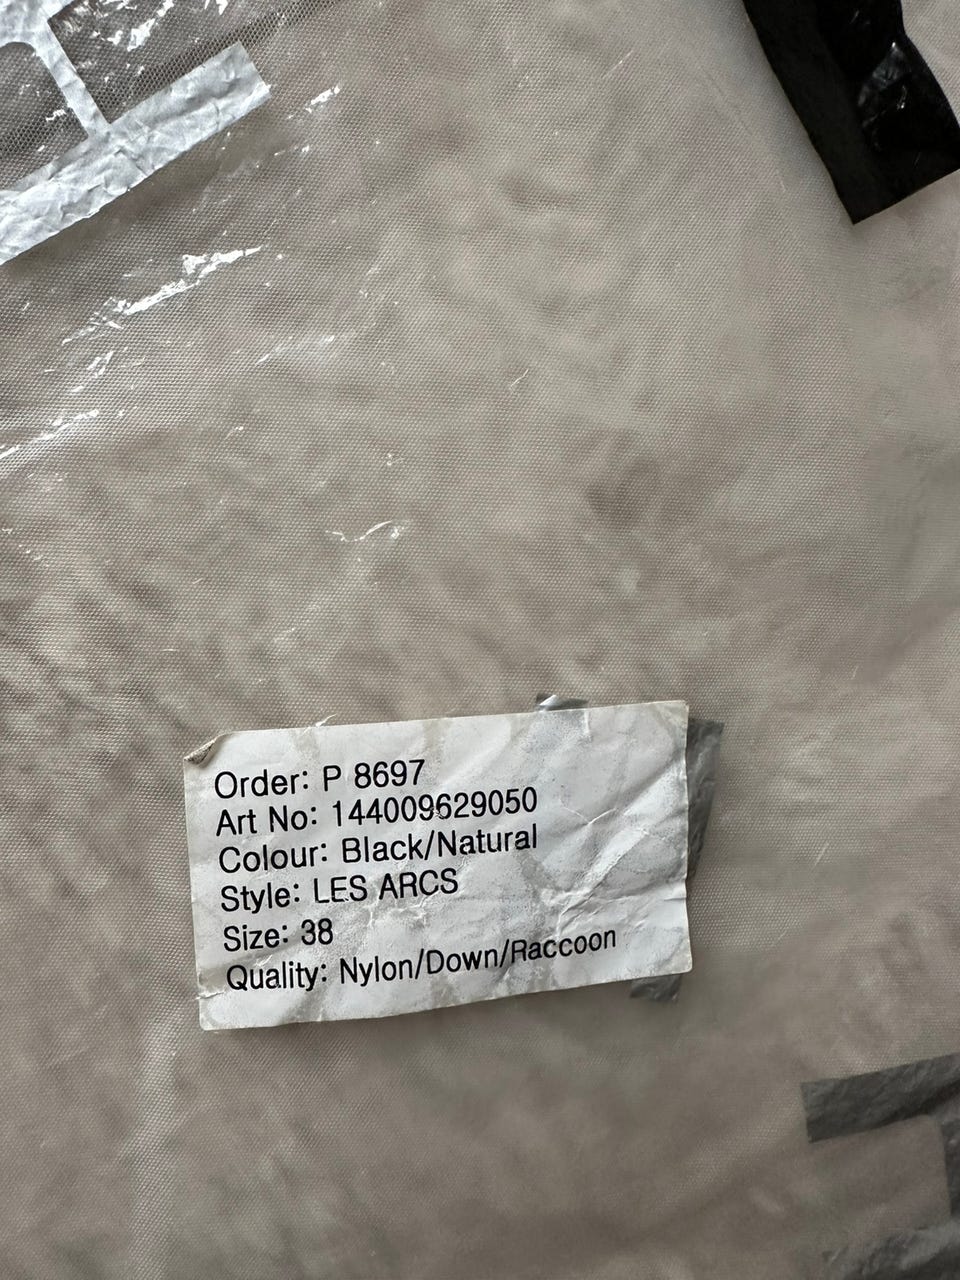 Order: P 8697
Art No: 144009629050
Colour: Black/Natural
Style: LES ARCS
Size: 38
Quality: Nylon/Down/Raccoon